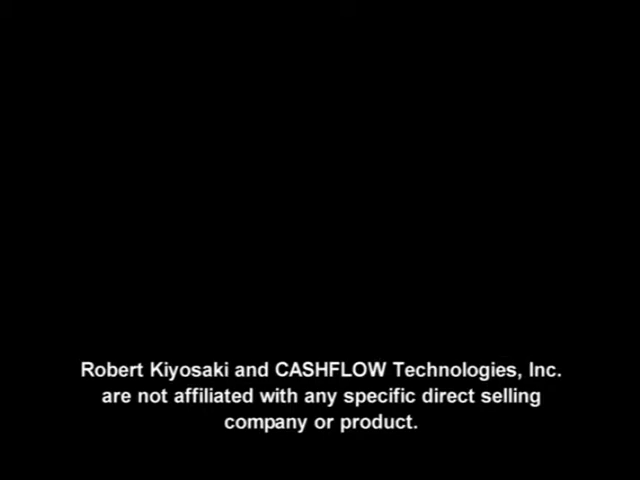 Robert Kiyosaki and CASHFLOW Technologies, Inc.
are not affiliated with any specific direct selling
company or product.